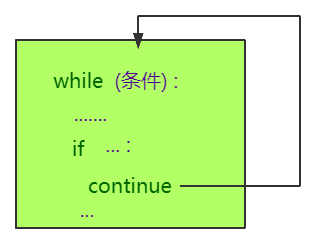 while (条件) :
.......
if ... :
continue
...